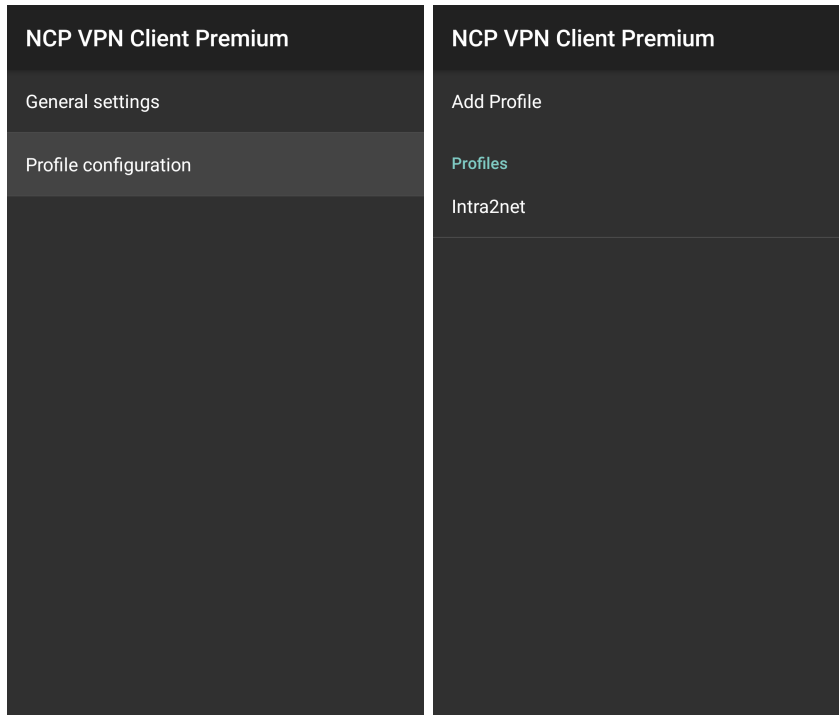 NCP VPN Client Premium
General settings
Profile configuration
NCP VPN Client Premium
Add Profile
Profiles
Intra2net